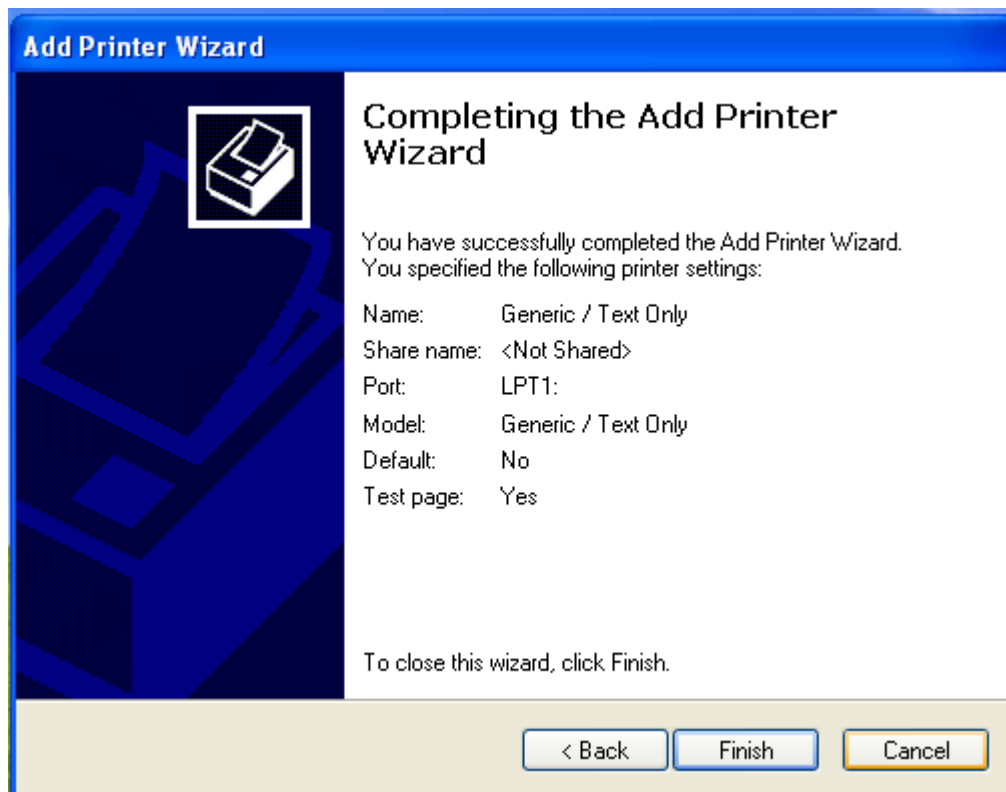 Add Printer Wizard
Completing the Add Printer
Wizard
You have successfully completed the Add Printer Wizard.
You specified the following printer settings:
Name: Generic / Text Only
Share name: <Not Shared>
Port: LPT1:
Model: Generic / Text Only
Default: No
Test page: Yes
To close this wizard, click Finish.
< Back Finish Cancel